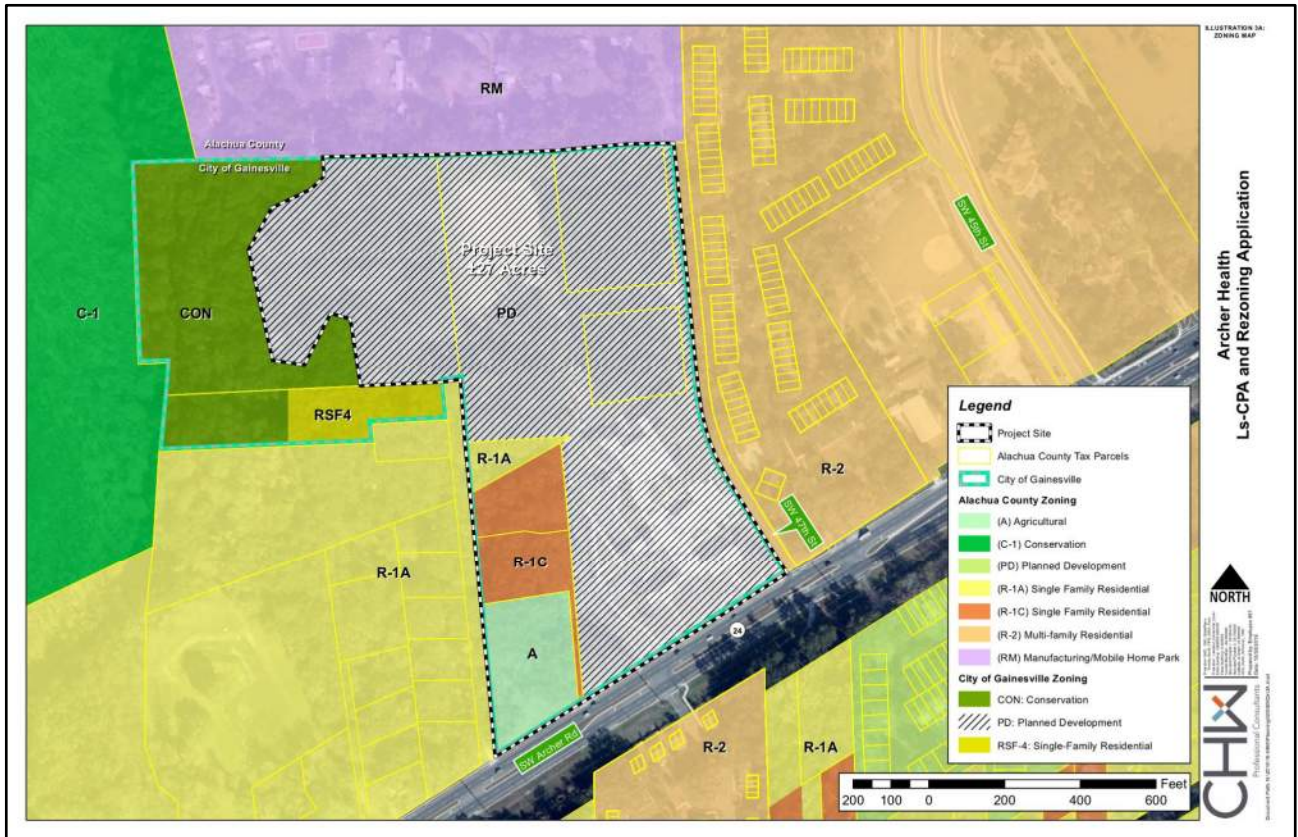 ILLUSTRATION 3A:
ZONING MAP
RM
Alachua County
City of Gainesville
Project Site
±27 Acres
C-1
CON
PD
SW 45th St
RSF4
R-1A
R-2
R-1A
R-1C
SW 47th St
A
24
SW Archer Rd
R-2
R-1A
Legend
Project Site
Alachua County Tax Parcels
City of Gainesville
Alachua County Zoning
(A) Agricultural
(C-1) Conservation
(PD) Planned Development
(R-1A) Single Family Residential
(R-1C) Single Family Residential
(R-2) Multi-family Residential
(RM) Manufacturing/Mobile Home Park
City of Gainesville Zoning
CON: Conservation
PD: Planned Development
RSF-4: Single-Family Residential
Feet
200 100 0 200 400 600
Archer Health
Ls-CPA and Rezoning Application
NORTH
CHW
Professional Consultants